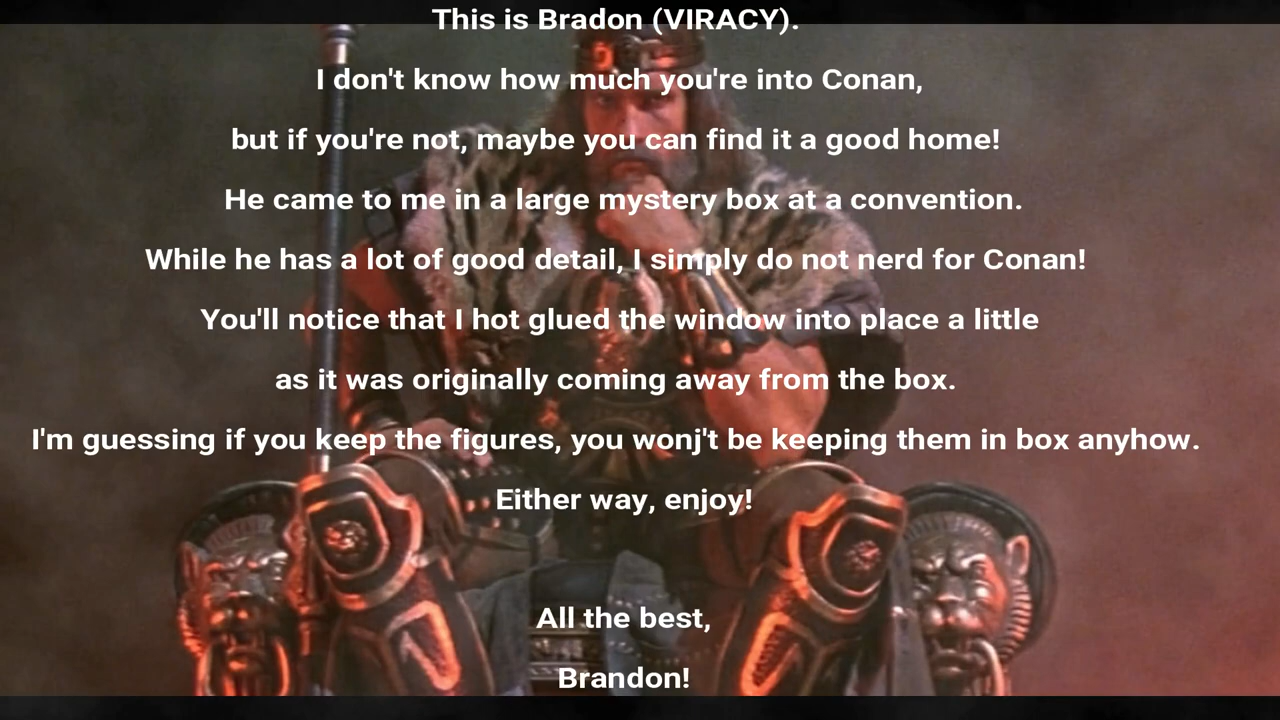 This is Bradon (VIRACY).
I don't know how much you're into Conan,
but if you're not, maybe you can find it a good home!
He came to me in a large mystery box at a convention.
While he has a lot of good detail, I simply do not nerd for Conan!
You'll notice that I hot glued the window into place a little
as it was originally coming away from the box.
I'm guessing if you keep the figures, you wonj't be keeping them in box anyhow.
Either way, enjoy!
All the best,
Brandon!